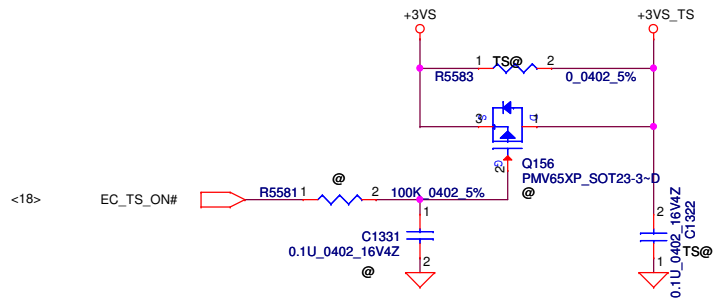 +3VS +3VS_TS
1 TS@ 2
R5583 0_0402_5%
3 S D 1
G 2
Q156
PMV65XP_SOT23-3~D
@
<18> EC_TS_ON# R5581 1 @ 2 100K_0402_5%
1
C1331
0.1U_0402_16V4Z
@ 2
2
0.1U_0402_16V4Z
C1322
TS@
1